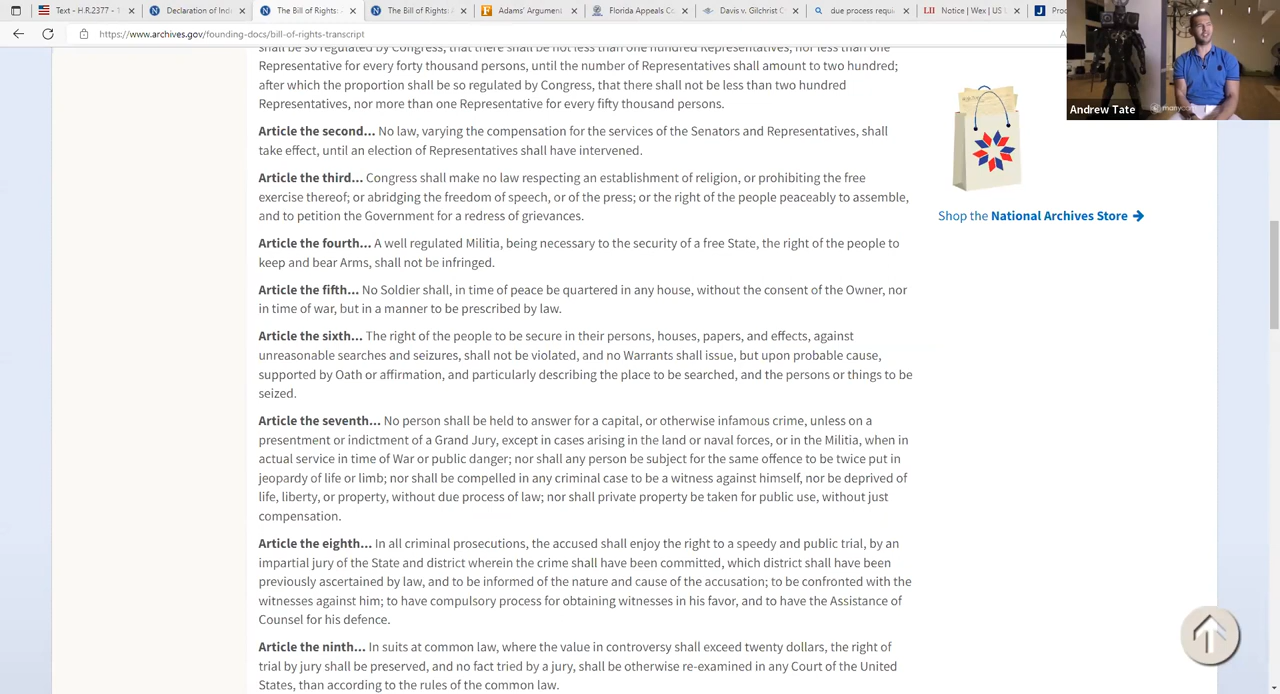 Text - H.R.2377 - 1
Declaration of Inde
The Bill of Rights:
The Bill of Rights: A
Adams' Argumen
Florida Appeals Co
Davis v. Gilchrist C
due process requ
Notice | Wex | US L
Proc
https://www.archives.gov/founding-docs/bill-of-rights-transcript
shall be so regulated by Congress, that there shall be not less than one hundred Representatives, nor less than one
Representative for every forty thousand persons, until the number of Representatives shall amount to two hundred;
after which the proportion shall be so regulated by Congress, that there shall not be less than two hundred
Representatives, nor more than one Representative for every fifty thousand persons.
Article the second... No law, varying the compensation for the services of the Senators and Representatives, shall
take effect, until an election of Representatives shall have intervened.
Article the third... Congress shall make no law respecting an establishment of religion, or prohibiting the free
exercise thereof; or abridging the freedom of speech, or of the press; or the right of the people peaceably to assemble,
and to petition the Government for a redress of grievances.
Article the fourth... A well regulated Militia, being necessary to the security of a free State, the right of the people to
keep and bear Arms, shall not be infringed.
Article the fifth... No Soldier shall, in time of peace be quartered in any house, without the consent of the Owner, nor
in time of war, but in a manner to be prescribed by law.
Article the sixth... The right of the people to be secure in their persons, houses, papers, and effects, against
unreasonable searches and seizures, shall not be violated, and no Warrants shall issue, but upon probable cause,
supported by Oath or affirmation, and particularly describing the place to be searched, and the persons or things to be
seized.
Article the seventh... No person shall be held to answer for a capital, or otherwise infamous crime, unless on a
presentment or indictment of a Grand Jury, except in cases arising in the land or naval forces, or in the Militia, when in
actual service in time of War or public danger; nor shall any person be subject for the same offence to be twice put in
jeopardy of life or limb; nor shall be compelled in any criminal case to be a witness against himself, nor be deprived of
life, liberty, or property, without due process of law; nor shall private property be taken for public use, without just
compensation.
Article the eighth... In all criminal prosecutions, the accused shall enjoy the right to a speedy and public trial, by an
impartial jury of the State and district wherein the crime shall have been committed, which district shall have been
previously ascertained by law, and to be informed of the nature and cause of the accusation; to be confronted with the
witnesses against him; to have compulsory process for obtaining witnesses in his favor, and to have the Assistance of
Counsel for his defence.
Article the ninth... In suits at common law, where the value in controversy shall exceed twenty dollars, the right of
trial by jury shall be preserved, and no fact tried by a jury, shall be otherwise re-examined in any Court of the United
States, than according to the rules of the common law.
Shop the National Archives Store
Andrew Tate